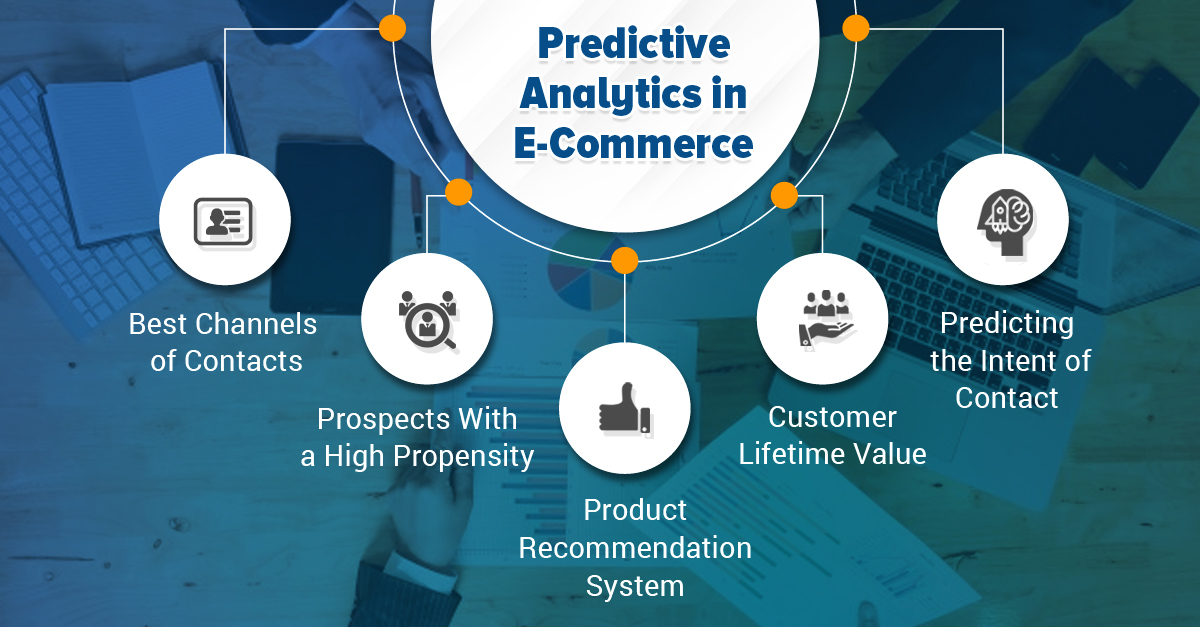 Predictive
Analytics in
E-Commerce
Best Channels
of Contacts
Prospects With
a High Propensity
Product
Recommendation
System
Customer
Lifetime Value
Predicting
the Intent of
Contact